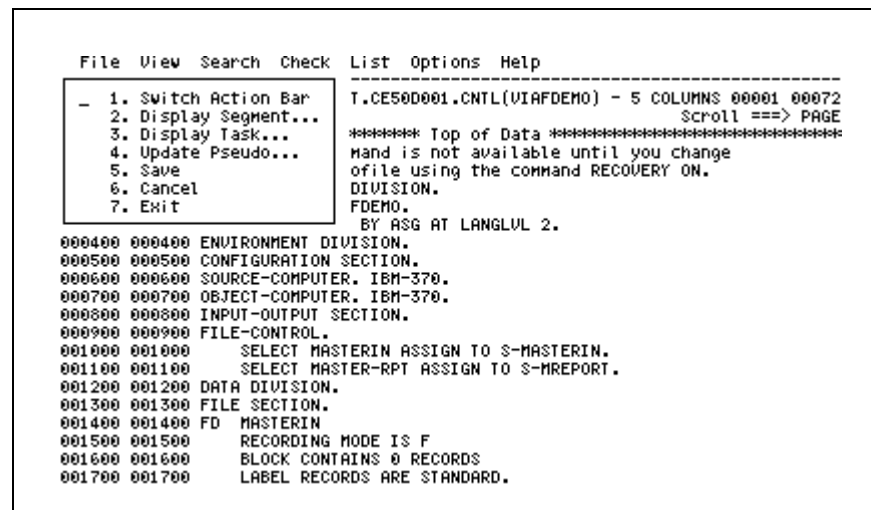 File View Search Check List Options Help
-------------------------------------------------
_ 1. Switch Action Bar T.CE50D001.CNTL(VIAFDEMO) - 5 COLUMNS 00001 00072
2. Display Segment... Scroll ===> PAGE
3. Display Task... ******* Top of Data ******************************
4. Update Pseudo... mand is not available until you change
5. Save ofile using the command RECOVERY ON.
6. Cancel DIVISION.
7. Exit FDEMO.
BY ASG AT LANGLVL 2.
000400 000400 ENVIRONMENT DIVISION.
000500 000500 CONFIGURATION SECTION.
000600 000600 SOURCE-COMPUTER. IBM-370.
000700 000700 OBJECT-COMPUTER. IBM-370.
000800 000800 INPUT-OUTPUT SECTION.
000900 000900 FILE-CONTROL.
001000 001000 SELECT MASTERIN ASSIGN TO S-MASTERIN.
001100 001100 SELECT MASTER-RPT ASSIGN TO S-MREPORT.
001200 001200 DATA DIVISION.
001300 001300 FILE SECTION.
001400 001400 FD MASTERIN
001500 001500 RECORDING MODE IS F
001600 001600 BLOCK CONTAINS 0 RECORDS
001700 001700 LABEL RECORDS ARE STANDARD.